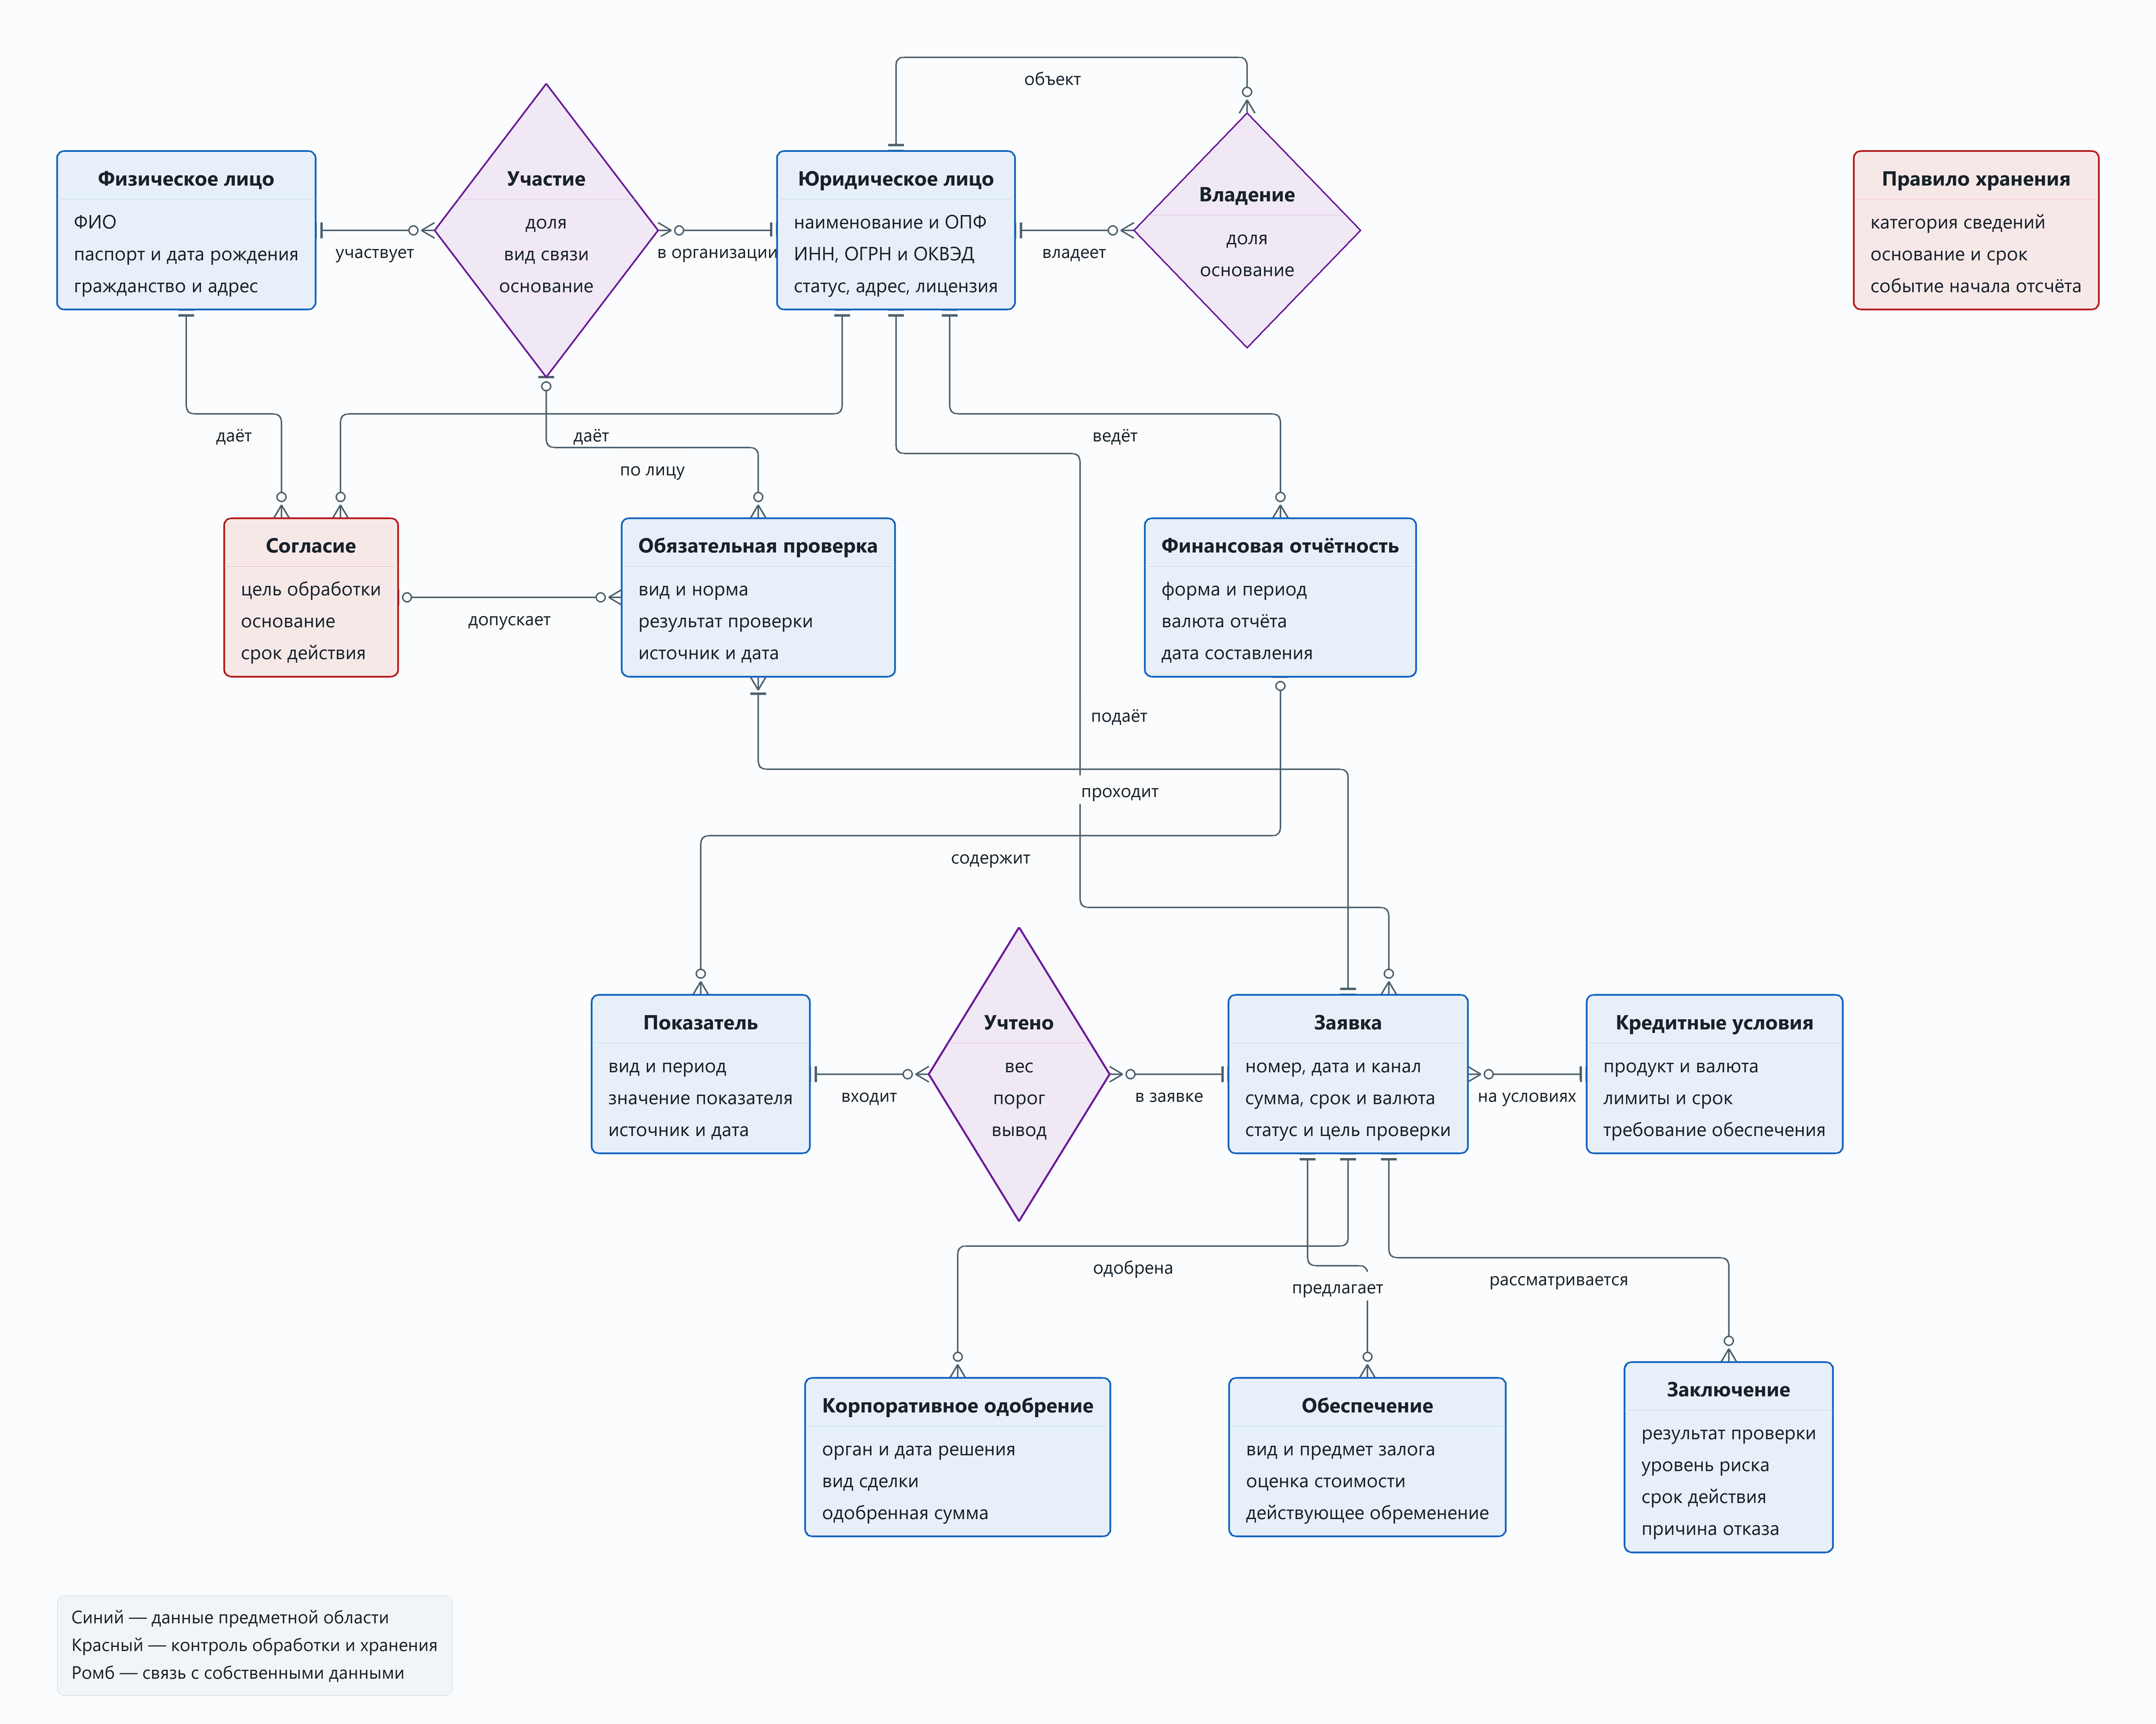 объект
Физическое лицо
ФИО
паспорт и дата рождения
гражданство и адрес
участвует
Участие
доля
вид связи
основание
в организации
Юридическое лицо
наименование и ОПФ
ИНН, ОГРН и ОКВЭД
статус, адрес, лицензия
владеет
Владение
доля
основание
Правило хранения
категория сведений
основание и срок
событие начала отсчёта
даёт
даёт
по лицу
ведёт
Согласие
цель обработки
основание
срок действия
допускает
Обязательная проверка
вид и норма
результат проверки
источник и дата
Финансовая отчётность
форма и период
валюта отчёта
дата составления
подаёт
проходит
содержит
Показатель
вид и период
значение показателя
источник и дата
входит
Учтено
вес
порог
вывод
в заявке
Заявка
номер, дата и канал
сумма, срок и валюта
статус и цель проверки
на условиях
Кредитные условия
продукт и валюта
лимиты и срок
требование обеспечения
одобрена
предлагает
рассматривается
Корпоративное одобрение
орган и дата решения
вид сделки
одобренная сумма
Обеспечение
вид и предмет залога
оценка стоимости
действующее обременение
Заключение
результат проверки
уровень риска
срок действия
причина отказа
Синий — данные предметной области
Красный — контроль обработки и хранения
Ромб — связь с собственными данными